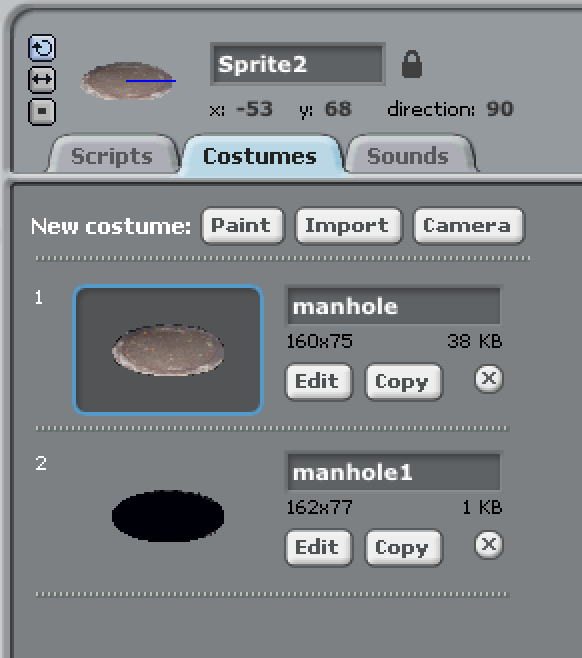 Sprite2
x: -53 y: 68 direction: 90
Scripts Costumes Sounds
New costume: Paint Import Camera
1
manhole
160x75 38 KB
Edit Copy
2
manhole1
162x77 1 KB
Edit Copy